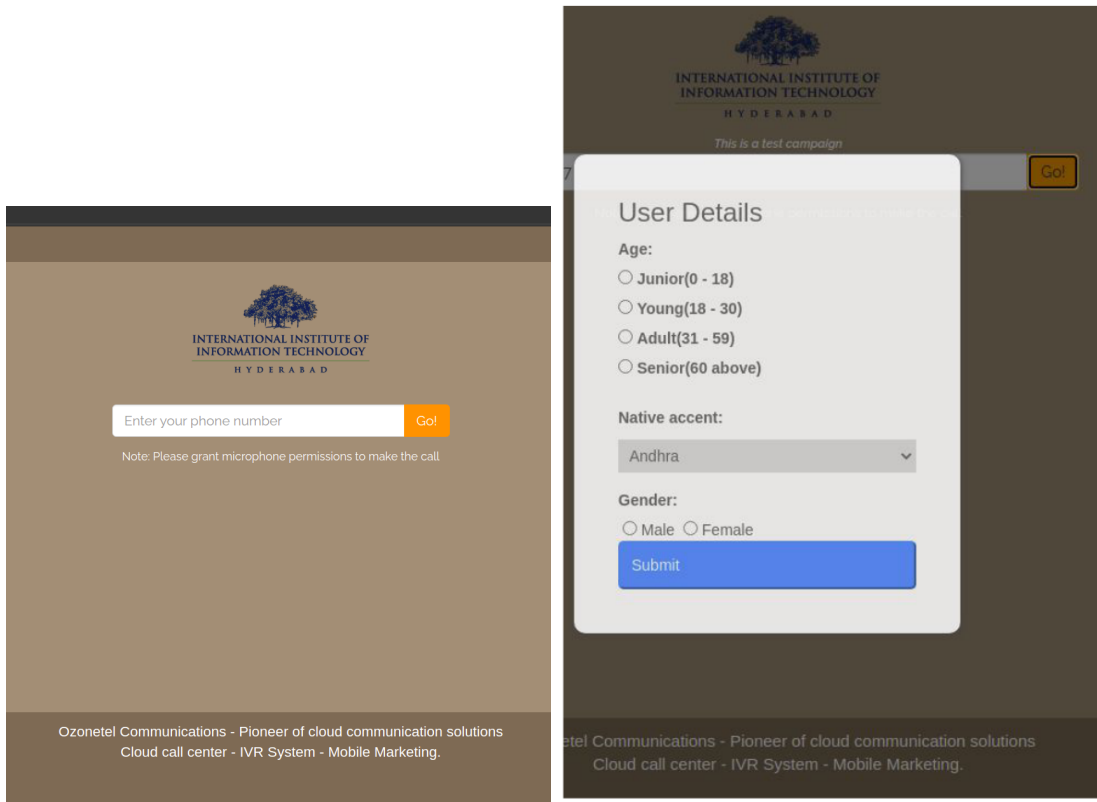 INTERNATIONAL INSTITUTE OF
INFORMATION TECHNOLOGY
HYDERABAD
Enter your phone number
Go!
Note: Please grant microphone permissions to make the call
Ozonetel Communications - Pioneer of cloud communication solutions
Cloud call center - IVR System - Mobile Marketing.
INTERNATIONAL INSTITUTE OF
INFORMATION TECHNOLOGY
HYDERABAD
This is a test campaign
7
Go!
User Details
Age:
Junior(0 - 18)
Young(18 - 30)
Adult(31 - 59)
Senior(60 above)
Native accent:
Andhra
Gender:
Male Female
Submit
etel Communications - Pioneer of cloud communication solutions
Cloud call center - IVR System - Mobile Marketing.